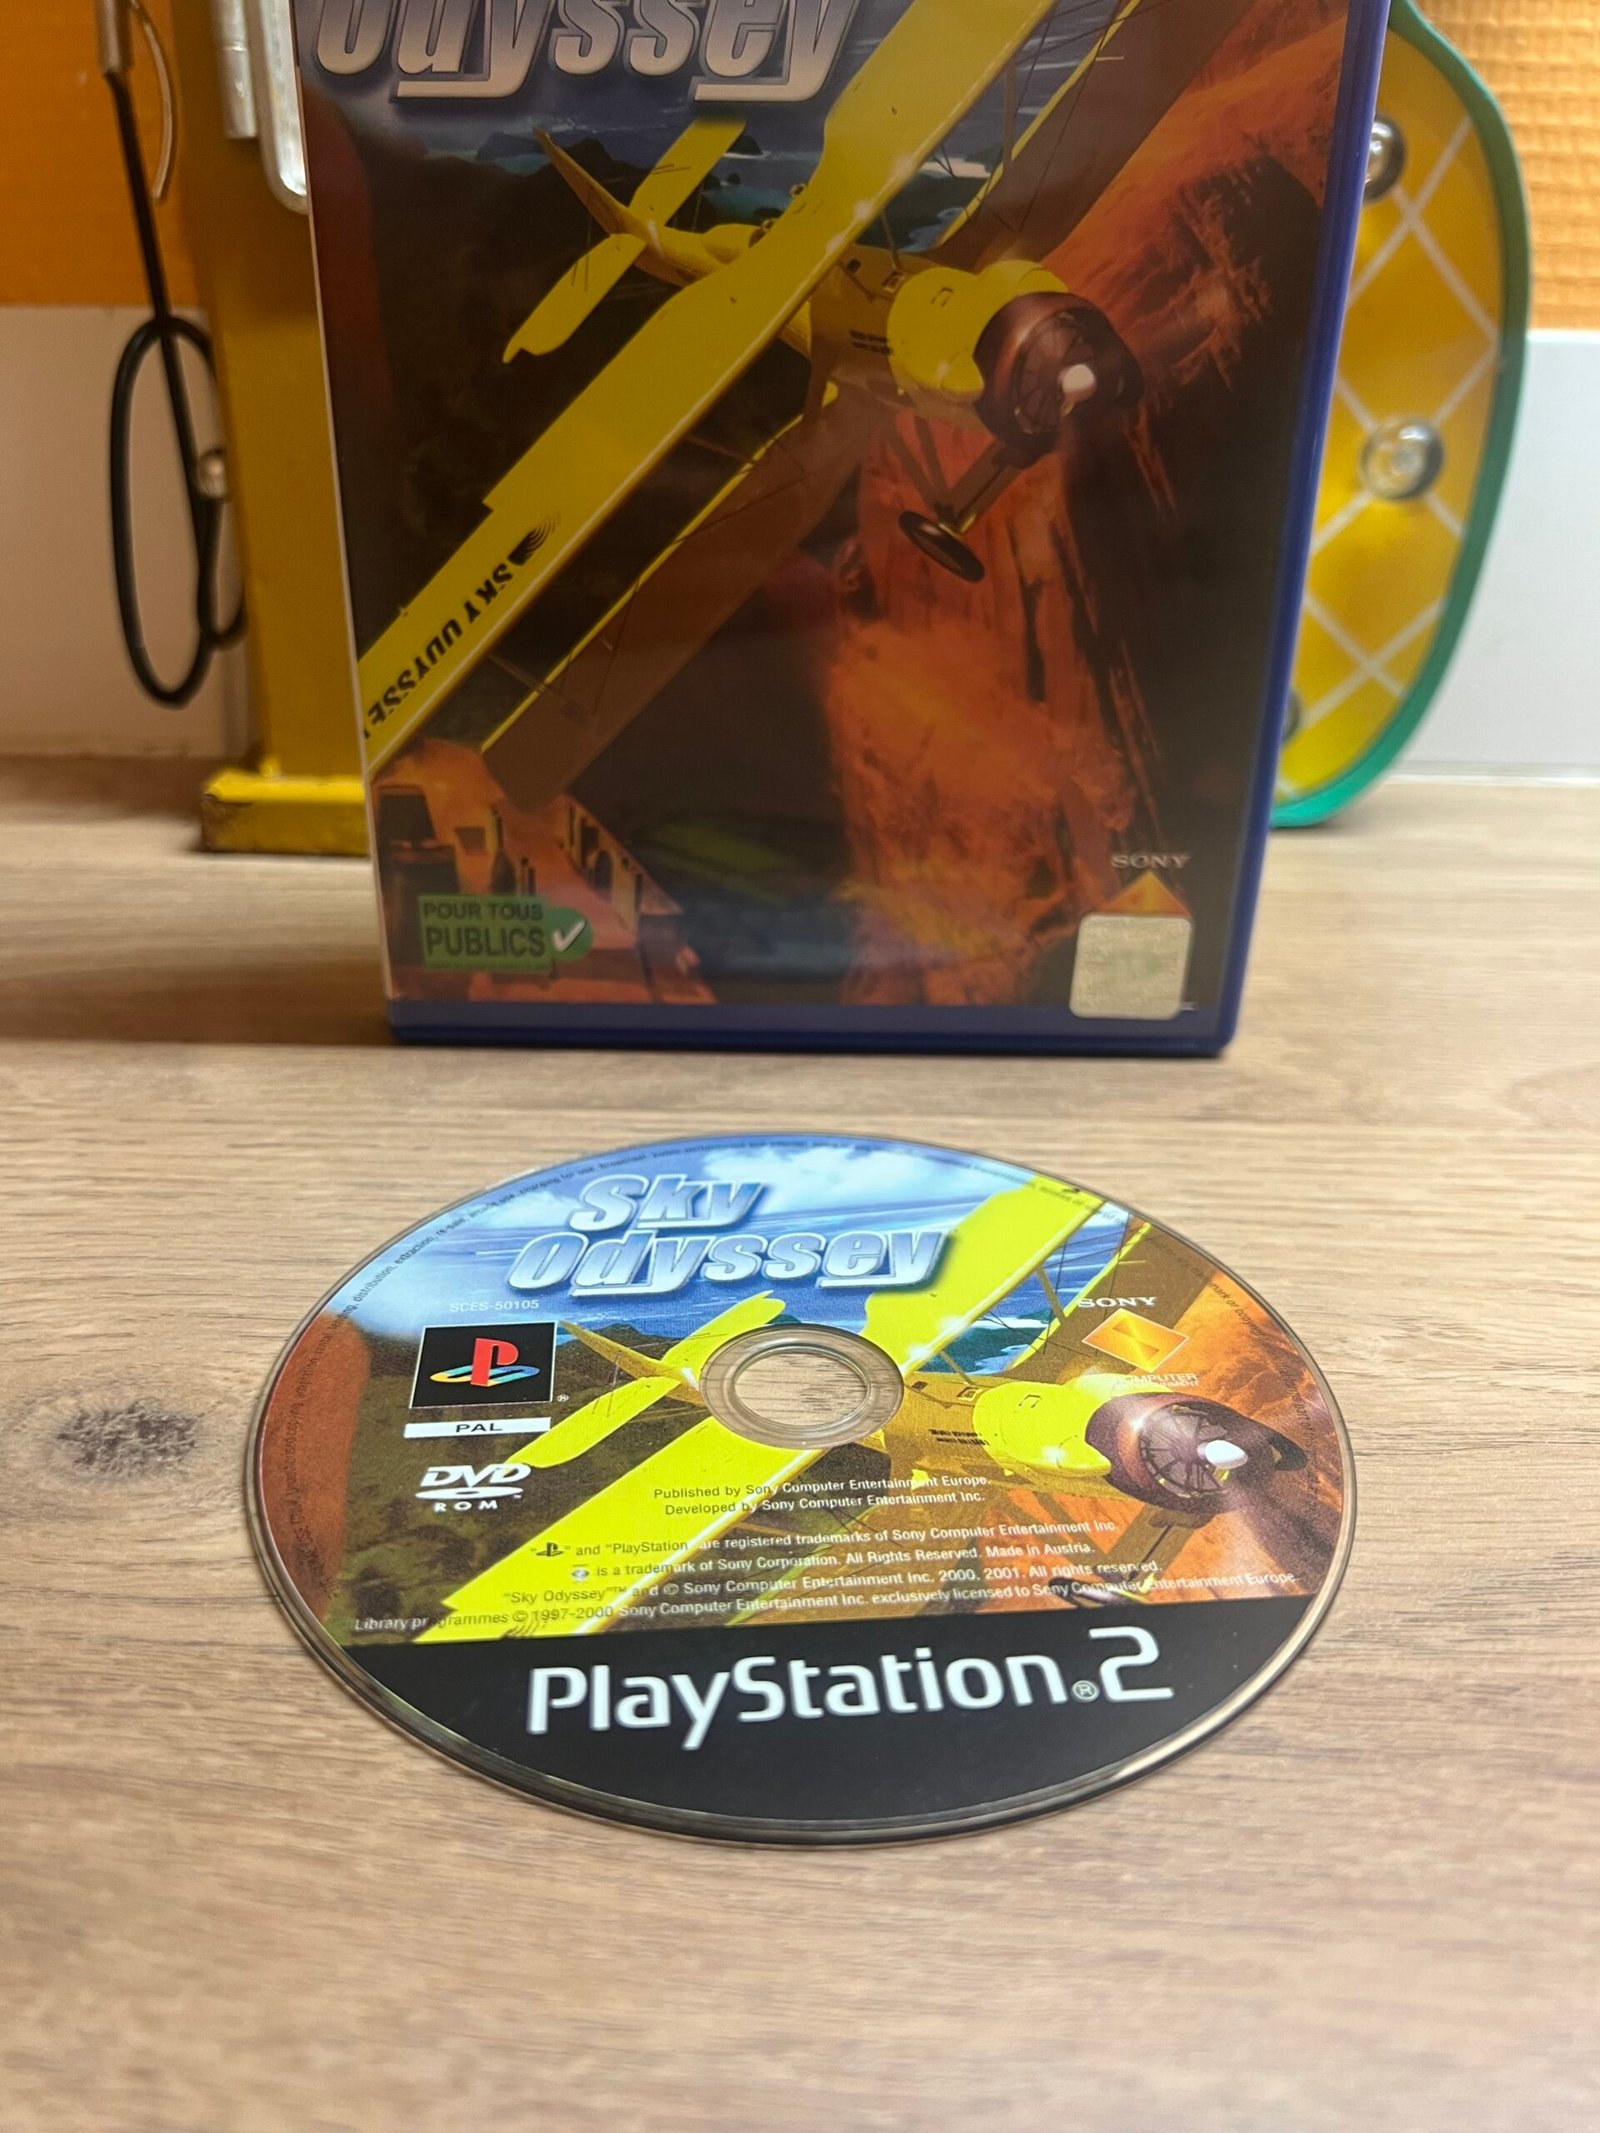 Odyssey
SKY ODYSSEY
SONY
POUR TOUS
PUBLICS
Sky
Odyssey
SCES-50105
SONY
COMPUTER
ENTERTAINMENT
PAL
DVD
ROM
Published by Sony Computer Entertainment Europe.
Developed by Sony Computer Entertainment Inc.
" " and "PlayStation" are registered trademarks of Sony Computer Entertainment Inc.
is a trademark of Sony Corporation. All Rights Reserved. Made in Austria.
"Sky Odyssey"™ and © Sony Computer Entertainment Inc. 2000, 2001. All rights reserved.
Library programmes © 1997-2000 Sony Computer Entertainment Inc. exclusively licensed to Sony Computer Entertainment Europe.
PlayStation®2